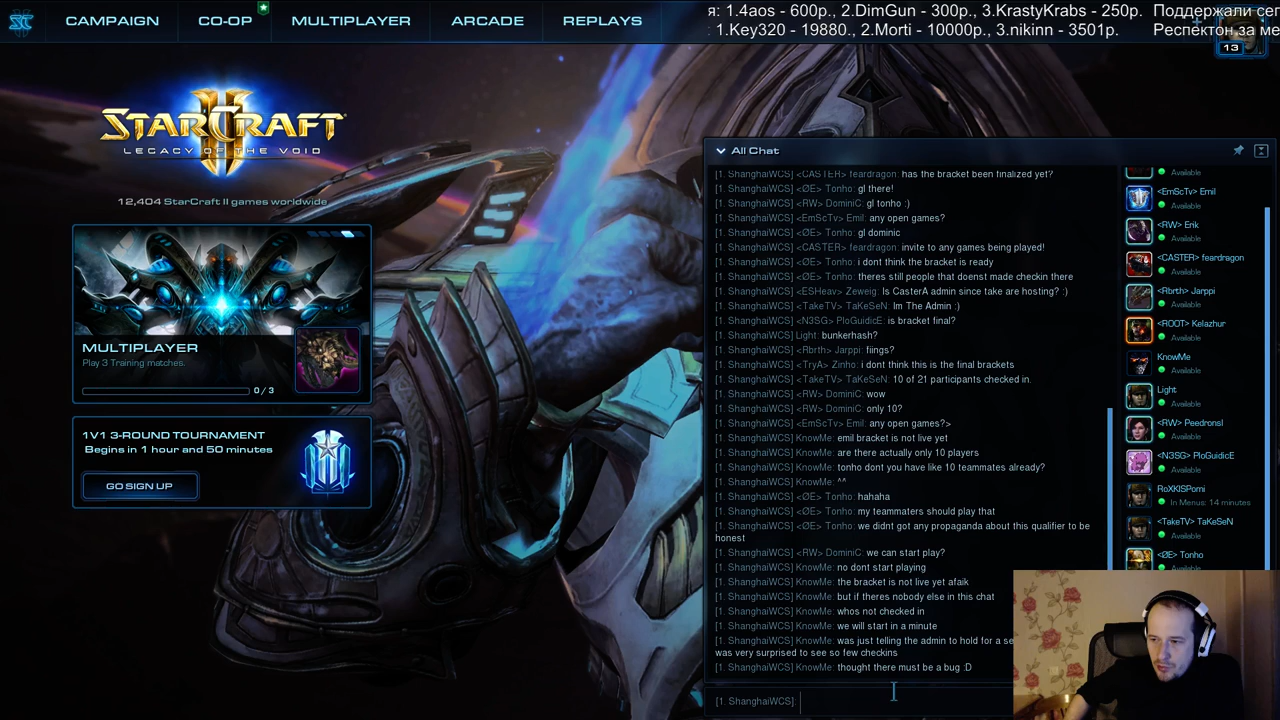 CAMPAIGN
CO-OP
MULTIPLAYER
ARCADE
REPLAYS
я: 1.4aos - 600р., 2.DimGun - 300р., 3.KrastyKrabs - 250р. Поддержали сег
: 1.Key320 - 19880., 2.Morti - 10000р., 3.nikinn - 3501р. Респектон за ме
13
STARCRAFT
II
LEGACY OF THE VOID
12,404 StarCraft II games worldwide
MULTIPLAYER
Play 3 Training matches.
0 / 3
1V1 3-ROUND TOURNAMENT
Begins in 1 hour and 50 minutes
GO SIGN UP
All Chat
[1. ShanghaiWCS] <CASTER> feardragon: has the bracket been finalized yet?
[1. ShanghaiWCS] <ØE> Tonho: gl there!
[1. ShanghaiWCS] <RW> DominiC: gl tonho :)
[1. ShanghaiWCS] <EmScTv> Emil: any open games?
[1. ShanghaiWCS] <ØE> Tonho: gl dominic
[1. ShanghaiWCS] <CASTER> feardragon: invite to any games being played!
[1. ShanghaiWCS] <ØE> Tonho: i dont think the bracket is ready
[1. ShanghaiWCS] <ØE> Tonho: theres still people that doenst made checkin there
[1. ShanghaiWCS] <ESHeav> Zeweig: Is CasterA admin since take are hosting? :)
[1. ShanghaiWCS] <TakeTV> TaKeSeN: Im The Admin :)
[1. ShanghaiWCS] <N3SG> PloGuidicE: is bracket final?
[1. ShanghaiWCS] Light: bunkerhash?
[1. ShanghaiWCS] <Rbrth> Jarppi: fiings?
[1. ShanghaiWCS] <TryA> Zinho: i dont think this is the final brackets
[1. ShanghaiWCS] <TakeTV> TaKeSeN: 10 of 21 participants checked in.
[1. ShanghaiWCS] <RW> DominiC: wow
[1. ShanghaiWCS] <RW> DominiC: only 10?
[1. ShanghaiWCS] <EmScTv> Emil: any open games?>
[1. ShanghaiWCS] KnowMe: emil bracket is not live yet
[1. ShanghaiWCS] KnowMe: are there actually only 10 players
[1. ShanghaiWCS] KnowMe: tonho dont you have like 10 teammates already?
[1. ShanghaiWCS] KnowMe: ^^
[1. ShanghaiWCS] <ØE> Tonho: hahaha
[1. ShanghaiWCS] <ØE> Tonho: my teammaters should play that
[1. ShanghaiWCS] <ØE> Tonho: we didnt got any propaganda about this qualifier to be
honest
[1. ShanghaiWCS] <RW> DominiC: we can start play?
[1. ShanghaiWCS] KnowMe: no dont start playing
[1. ShanghaiWCS] KnowMe: the bracket is not live yet afaik
[1. ShanghaiWCS] KnowMe: but if theres nobody else in this chat
[1. ShanghaiWCS] KnowMe: whos not checked in
[1. ShanghaiWCS] KnowMe: we will start in a minute
[1. ShanghaiWCS] KnowMe: was just telling the admin to hold for a se
was very surprised to see so few checkins
[1. ShanghaiWCS] KnowMe: thought there must be a bug :D
[1. ShanghaiWCS]:
Available
<EmScTv> Emil
Available
<RW> Erik
Available
<CASTER> feardragon
Available
<Rbrth> Jarppi
Available
<ROOT> Kelazhur
Available
KnowMe
Available
Light
Available
<RW> Peedronsl
Available
<N3SG> PloGuidicE
Available
RoXKISPomi
In Menus: 14 minutes
<TakeTV> TaKeSeN
Available
<ØE> Tonho
Available